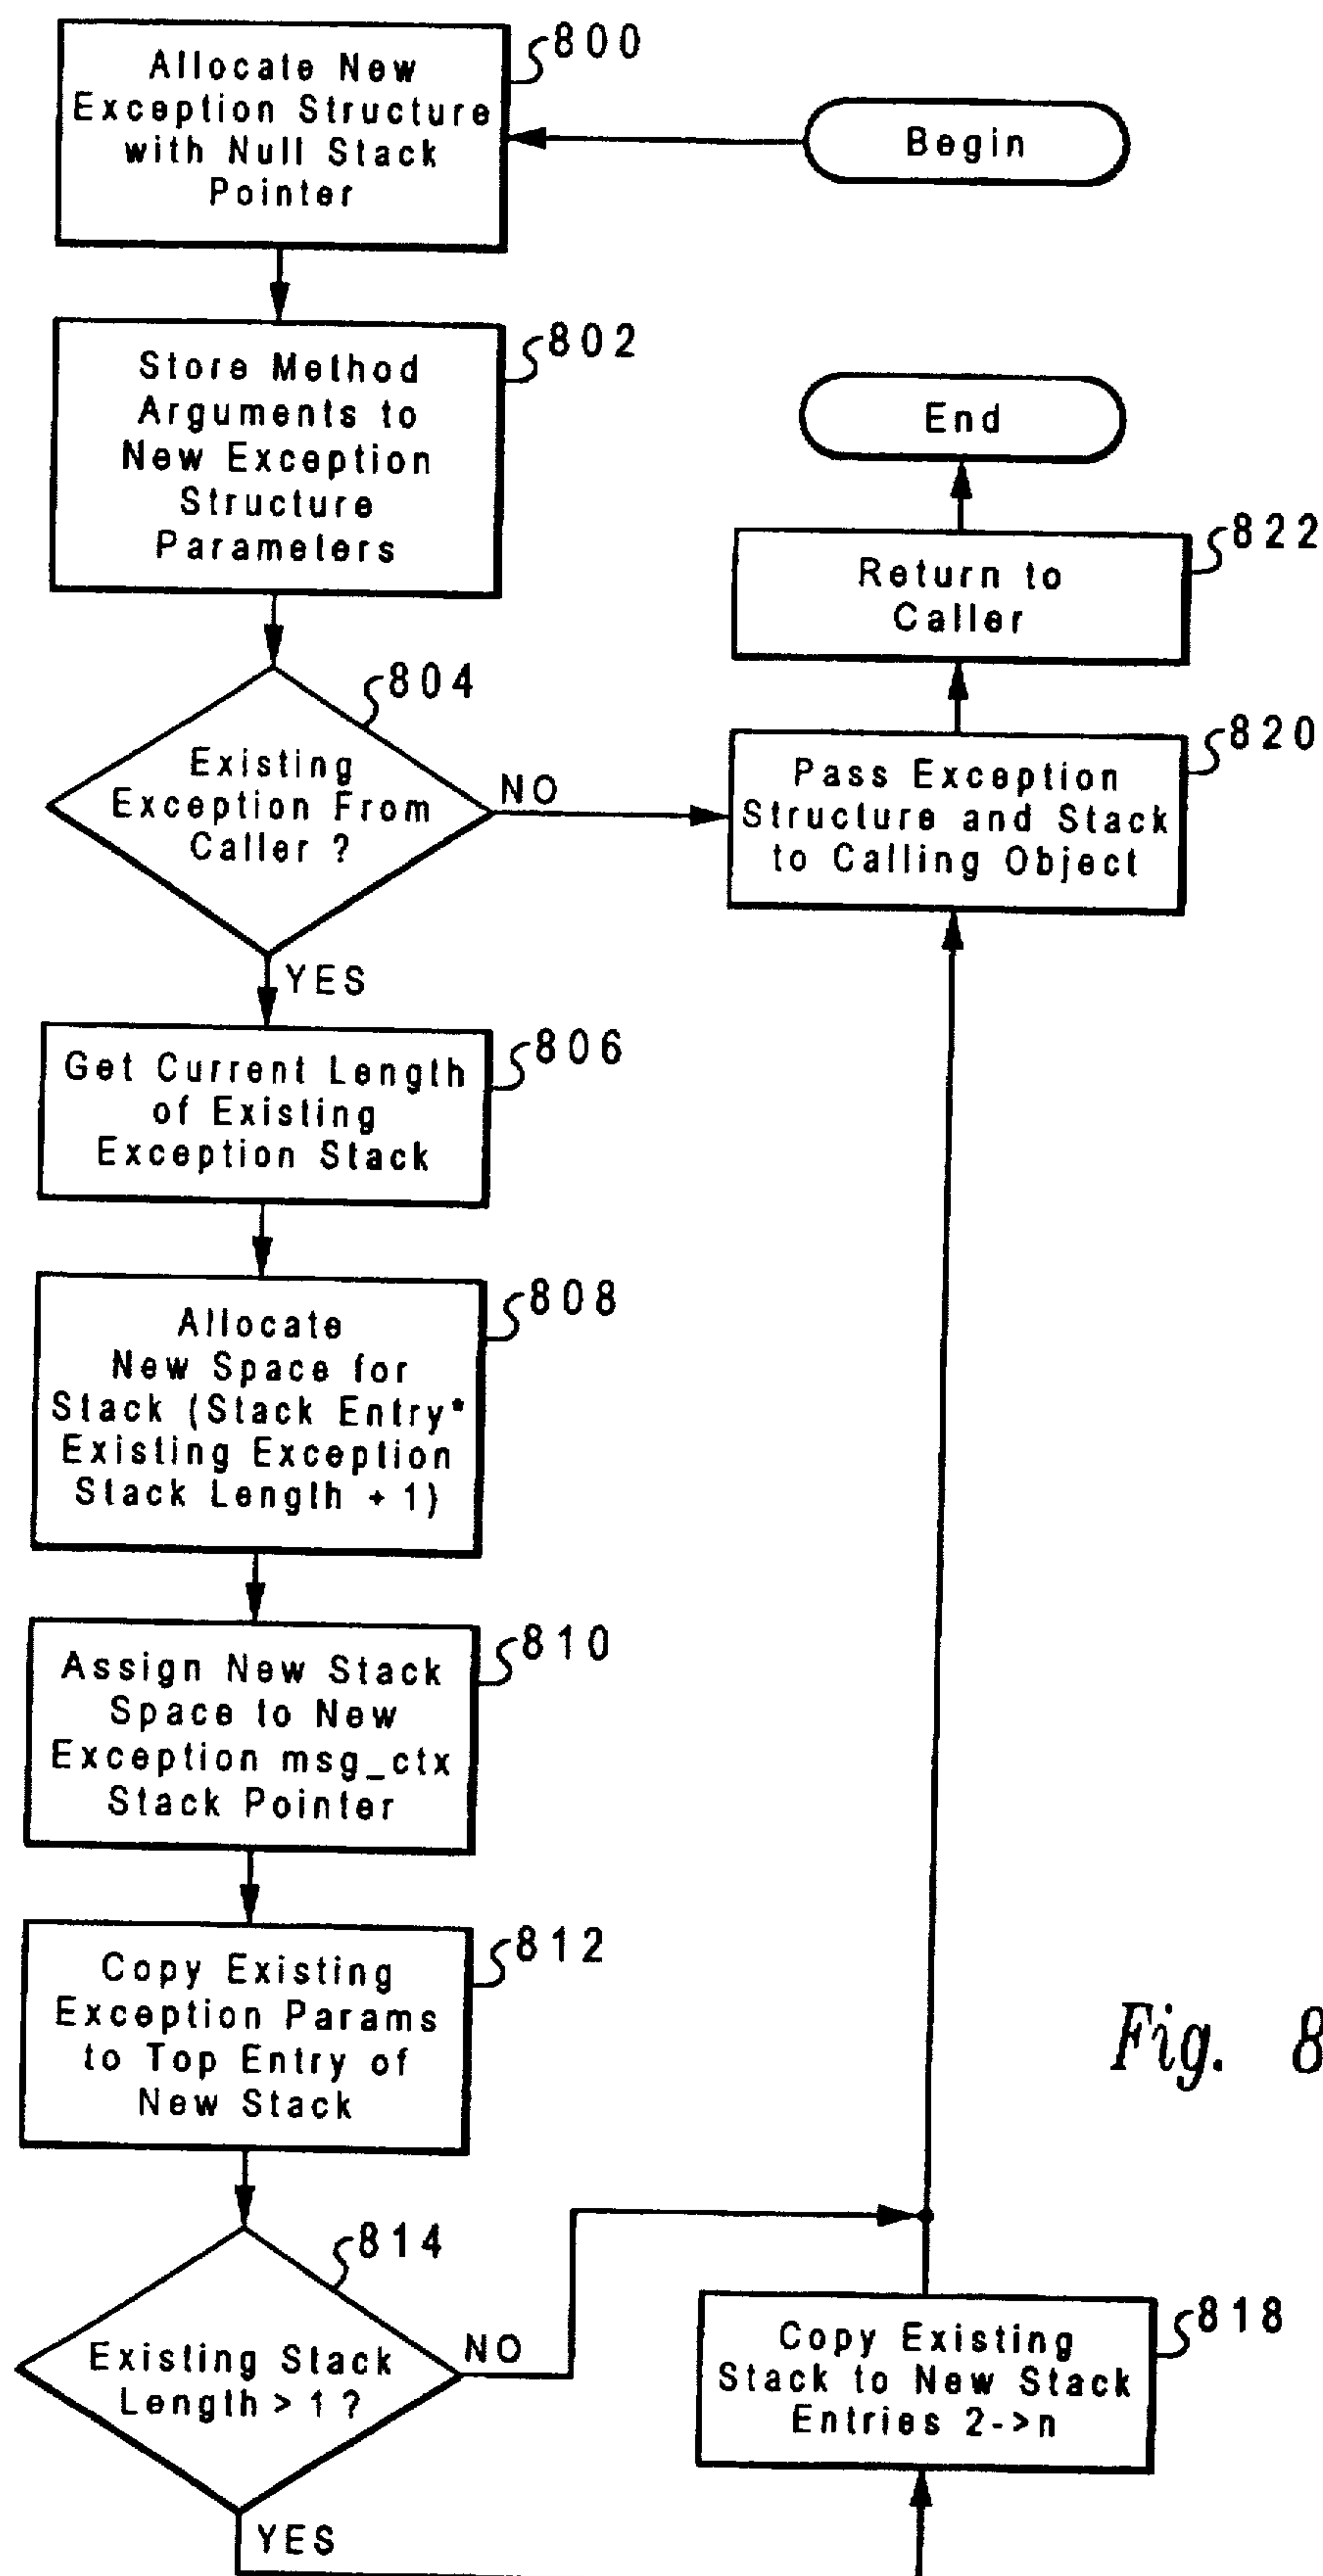 Allocate New
Exception Structure
with Null Stack
Pointer
800
Begin
Store Method
Arguments to
New Exception
Structure
Parameters
802
End
Return to
Caller
822
Existing
Exception From
Caller ?
804
NO
YES
Pass Exception
Structure and Stack
to Calling Object
820
Get Current Length
of Existing
Exception Stack
806
Allocate
New Space for
Stack (Stack Entry*
Existing Exception
Stack Length + 1)
808
Assign New Stack
Space to New
Exception msg_ctx
Stack Pointer
810
Copy Existing
Exception Params
to Top Entry of
New Stack
812
Fig. 8
Existing Stack
Length > 1 ?
814
NO
YES
Copy Existing
Stack to New Stack
Entries 2->n
818